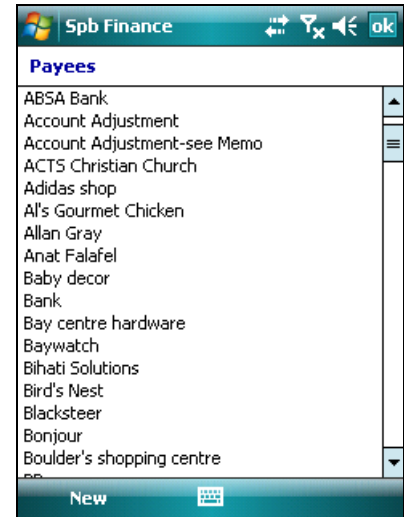 Spb Finance
ok
Payees
ABSA Bank
Account Adjustment
Account Adjustment-see Memo
ACTS Christian Church
Adidas shop
Al's Gourmet Chicken
Allan Gray
Anat Falafel
Baby decor
Bank
Bay centre hardware
Baywatch
Bihati Solutions
Bird's Nest
Blacksteer
Bonjour
Boulder's shopping centre
New